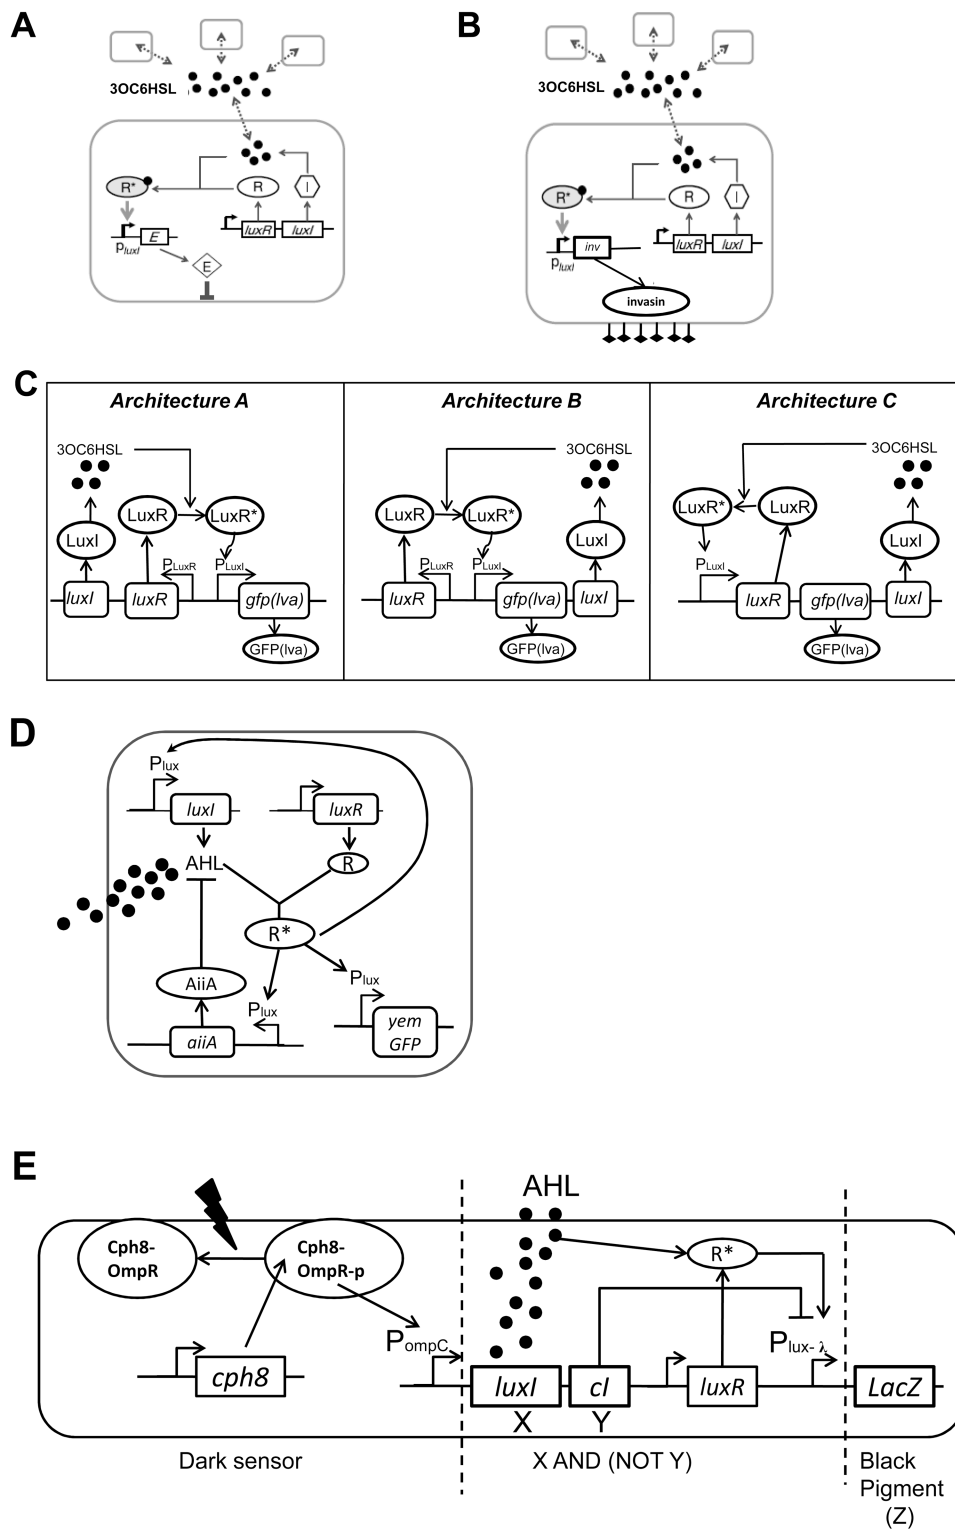 A
3OC6HSL
R*
R
I
pluxI
E
luxR
luxI
E
B
3OC6HSL
R*
R
I
pluxI
inv
luxR
luxI
invasin
C
Architecture A
Architecture B
Architecture C
3OC6HSL
LuxR
LuxR*
LuxI
PLuxR
PLuxI
luxI
luxR
gfp(lva)
GFP(lva)
3OC6HSL
LuxR
LuxR*
LuxI
PLuxR
PLuxI
luxR
gfp(lva)
luxI
GFP(lva)
3OC6HSL
LuxR*
LuxR
LuxI
PLuxI
luxR
gfp(lva)
luxI
GFP(lva)
D
Plux
luxI
luxR
AHL
R
R*
AiiA
Plux
Plux
aiiA
yem
GFP
E
AHL
Cph8-
OmpR
Cph8-
OmpR-p
R*
PompC
Plux-λ
cph8
luxI
cI
luxR
LacZ
X
Y
Dark sensor
X AND (NOT Y)
Black
Pigment
(Z)